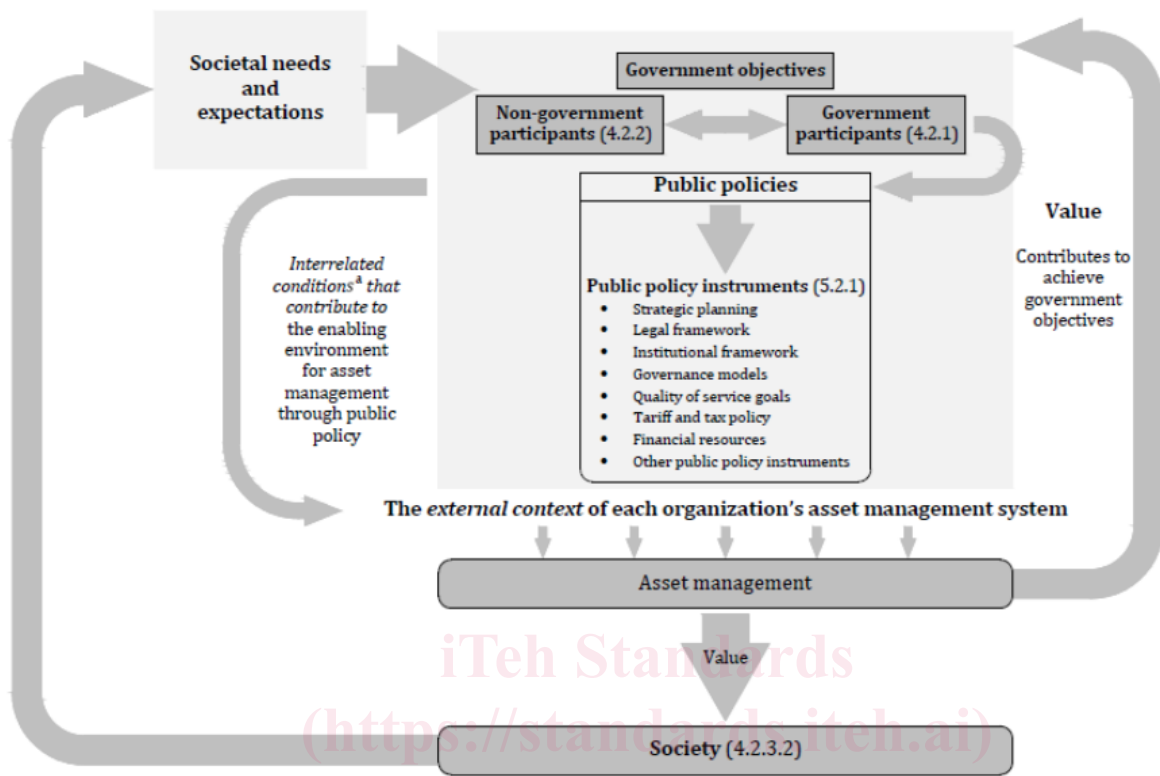 Societal needs
and
expectations
Government objectives
Non-government
participants (4.2.2)
Government
participants (4.2.1)
Public policies
Public policy instruments (5.2.1)
• Strategic planning
• Legal framework
• Institutional framework
• Governance models
• Quality of service goals
• Tariff and tax policy
• Financial resources
• Other public policy instruments
Interrelated
conditionsª that
contribute to
the enabling
environment
for asset
management
through public
policy
Value
Contributes to
achieve
government
objectives
The external context of each organization's asset management system
Asset management
iTeh Standards
Value
(https://standards.iteh.ai)
Society (4.2.3.2)